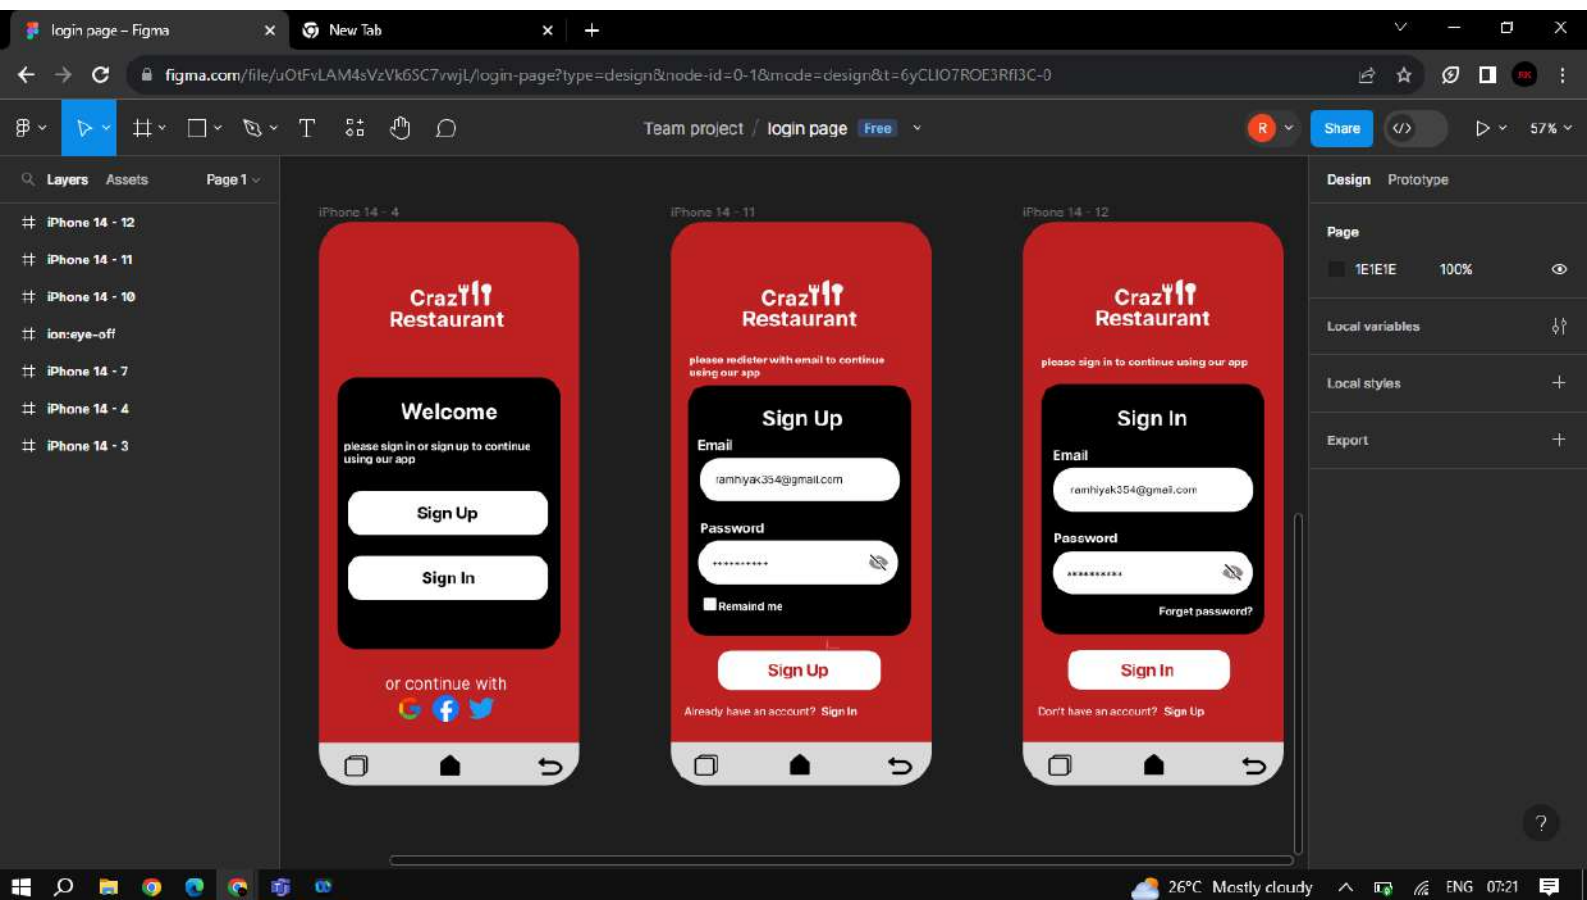 login page – Figma
New Tab
figma.com/file/uOtFvLAM4sVzVk6SC7vwjL/login-page?type=design&node-id=0-1&mode=design&t=6yCLIO7ROE3RfI3C-0
RK
Team project / login page Free
R
Share
57%
Layers Assets Page 1
iPhone 14 - 12
iPhone 14 - 11
iPhone 14 - 10
ion:eye-off
iPhone 14 - 7
iPhone 14 - 4
iPhone 14 - 3
iPhone 14 - 4
Craz
Restaurant
Welcome
please sign in or sign up to continue
using our app
Sign Up
Sign In
or continue with
iPhone 14 - 11
Craz
Restaurant
please redister with email to continue
using our app
Sign Up
Email
ramhiyak354@gmail.com
Password
**********
Remaind me
Sign Up
Already have an account? Sign In
iPhone 14 - 12
Craz
Restaurant
please sign in to continue using our app
Sign In
Email
ramhiyak354@gmail.com
Password
**********
Forget password?
Sign In
Don't have an account? Sign Up
Design Prototype
Page
1E1E1E 100%
Local variables
Local styles
Export
?
26°C Mostly cloudy
ENG 07:21